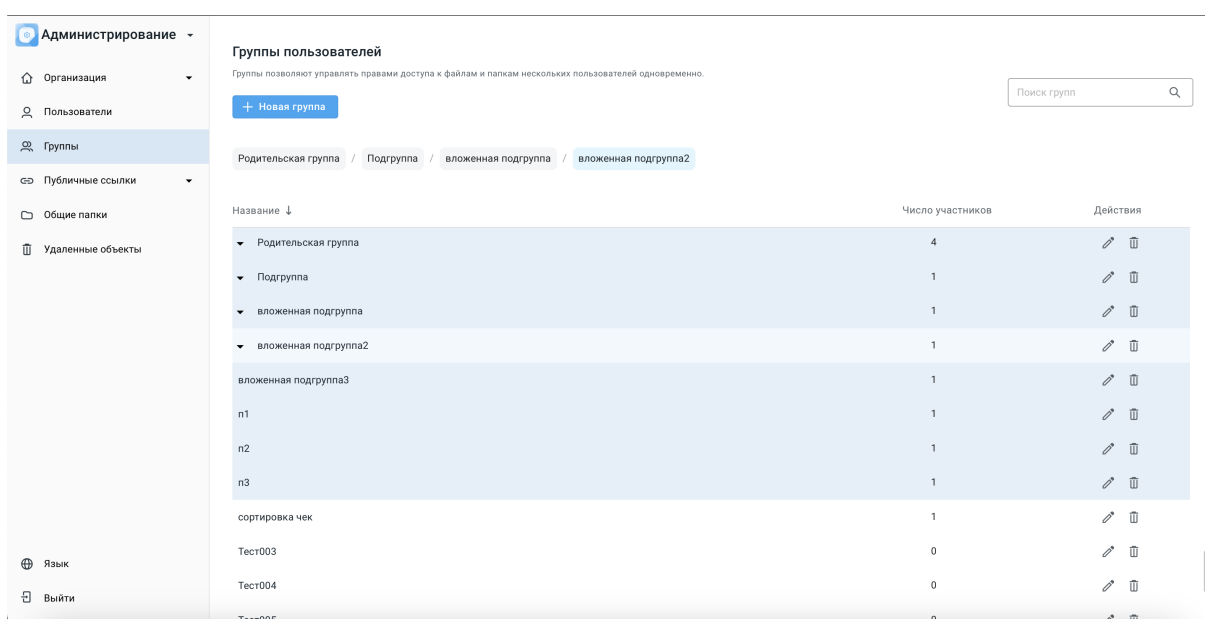 Администрирование
Организация
Пользователи
Группы
Публичные ссылки
Общие папки
Удаленные объекты
Язык
Выйти
Группы пользователей
Группы позволяют управлять правами доступа к файлам и папкам нескольких пользователей одновременно.
+ Новая группа
Поиск групп
Родительская группа / Подгруппа / вложенная подгруппа / вложенная подгруппа2
Название ↓ Число участников Действия
Родительская группа 4
Подгруппа 1
вложенная подгруппа 1
вложенная подгруппа2 1
вложенная подгруппа3 1
п1 1
п2 1
п3 1
сортировка чек 1
Тест003 0
Тест004 0